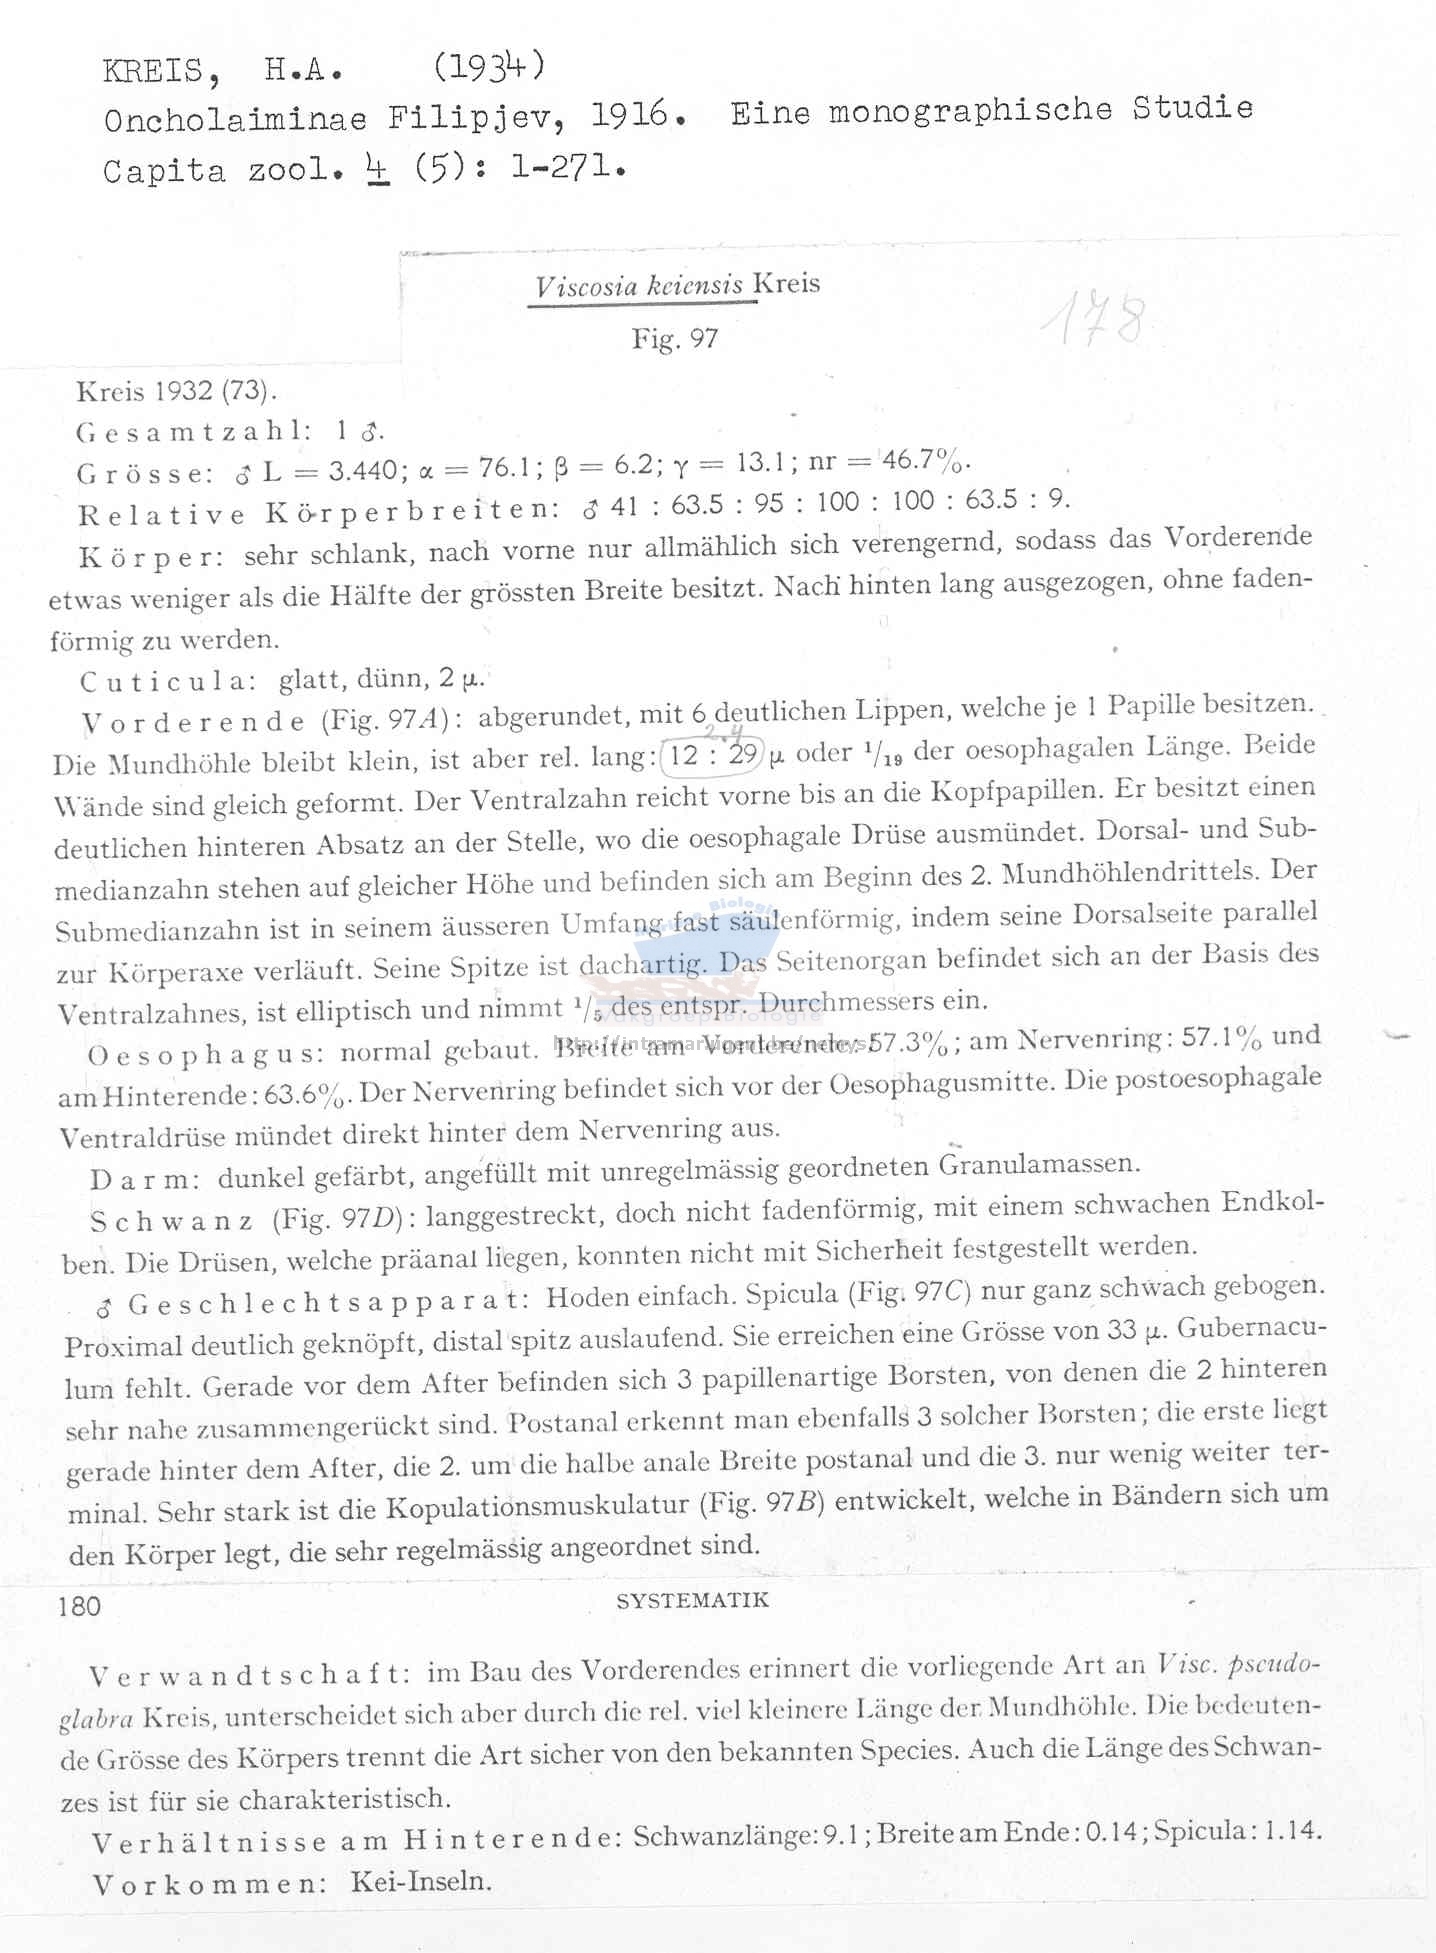 KREIS, H.A. (1934)
Oncholaiminae Filipjev, 1916. Eine monographische Studie
Capita zool. 4 (5): 1-271.
Viscosia keiensis Kreis
178
Fig. 97
Kreis 1932 (73).
Gesamtzahl: 1 ♂.
Grösse: ♂ L = 3.440; α = 76.1; β = 6.2; γ = 13.1; nr = 46.7%.
Relative Körperbreiten: ♂ 41 : 63.5 : 95 : 100 : 100 : 63.5 : 9.
Körper: sehr schlank, nach vorne nur allmählich sich verengernd, sodass das Vorderende
etwas weniger als die Hälfte der grössten Breite besitzt. Nach hinten lang ausgezogen, ohne faden-
förmig zu werden.
Cuticula: glatt, dünn, 2 μ.
Vorderende (Fig. 97A): abgerundet, mit 6 deutlichen Lippen, welche je 1 Papille besitzen.
2.4
Die Mundhöhle bleibt klein, ist aber rel. lang: 12 : 29 μ oder 1/19 der oesophagalen Länge. Beide
Wände sind gleich geformt. Der Ventralzahn reicht vorne bis an die Kopfpapillen. Er besitzt einen
deutlichen hinteren Absatz an der Stelle, wo die oesophagale Drüse ausmündet. Dorsal- und Sub-
medianzahn stehen auf gleicher Höhe und befinden sich am Beginn des 2. Mundhöhlendrittels. Der
Submedianzahn ist in seinem äusseren Umfang fast säulenförmig, indem seine Dorsalseite parallel
zur Körperaxe verläuft. Seine Spitze ist dachartig. Das Seitenorgan befindet sich an der Basis des
Ventralzahnes, ist elliptisch und nimmt 1/5 des entspr. Durchmessers ein.
Oesophagus: normal gebaut. Breite am Vorderende: 57.3%; am Nervenring: 57.1% und
am Hinterende: 63.6%. Der Nervenring befindet sich vor der Oesophagusmitte. Die postoesophagale
Ventraldrüse mündet direkt hinter dem Nervenring aus.
Darm: dunkel gefärbt, angefüllt mit unregelmässig geordneten Granulamassen.
Schwanz (Fig. 97D): langgestreckt, doch nicht fadenförmig, mit einem schwachen Endkol-
ben. Die Drüsen, welche präanal liegen, konnten nicht mit Sicherheit festgestellt werden.
♂ Geschlechtsapparat: Hoden einfach. Spicula (Fig. 97C) nur ganz schwach gebogen.
Proximal deutlich geknöpft, distal spitz auslaufend. Sie erreichen eine Grösse von 33 μ. Gubernacu-
lum fehlt. Gerade vor dem After befinden sich 3 papillenartige Borsten, von denen die 2 hinteren
sehr nahe zusammengerückt sind. Postanal erkennt man ebenfalls 3 solcher Borsten; die erste liegt
gerade hinter dem After, die 2. um die halbe anale Breite postanal und die 3. nur wenig weiter ter-
minal. Sehr stark ist die Kopulationsmuskulatur (Fig. 97B) entwickelt, welche in Bändern sich um
den Körper legt, die sehr regelmässig angeordnet sind.
180 SYSTEMATIK
Verwandtschaft: im Bau des Vorderendes erinnert die vorliegende Art an Visc. pseudo-
glabra Kreis, unterscheidet sich aber durch die rel. viel kleinere Länge der Mundhöhle. Die bedeuten-
de Grösse des Körpers trennt die Art sicher von den bekannten Species. Auch die Länge des Schwan-
zes ist für sie charakteristisch.
Verhältnisse am Hinterende: Schwanzlänge: 9.1; Breite am Ende: 0.14; Spicula: 1.14.
Vorkommen: Kei-Inseln.